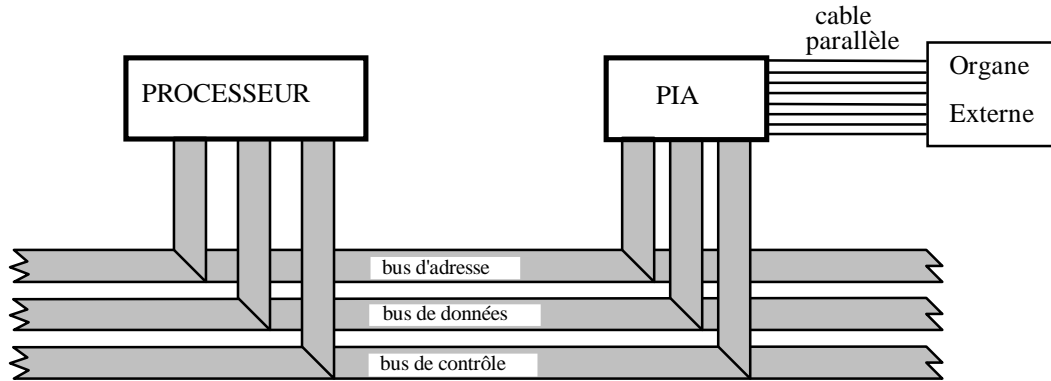 cable
parallèle
PROCESSEUR
PIA
Organe
Externe
bus d'adresse
bus de données
bus de contrôle